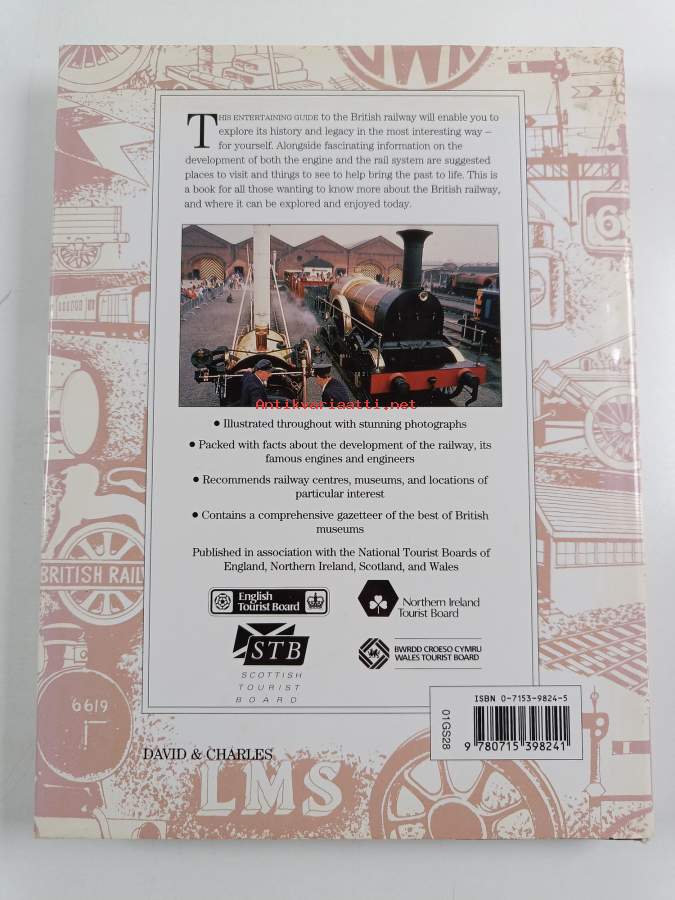 THIS ENTERTAINING GUIDE to the British railway will enable you to
explore its history and legacy in the most interesting way –
for yourself. Alongside fascinating information on the
development of both the engine and the rail system are suggested
places to visit and things to see to help bring the past to life. This is
a book for all those wanting to know more about the British railway,
and where it can be explored and enjoyed today.
Antikvariaatti.net
• Illustrated throughout with stunning photographs
• Packed with facts about the development of the railway, its
famous engines and engineers
• Recommends railway centres, museums, and locations of
particular interest
• Contains a comprehensive gazetteer of the best of British
museums
Published in association with the National Tourist Boards of
England, Northern Ireland, Scotland, and Wales
English
Tourist Board
Northern Ireland
Tourist Board
STB
SCOTTISH
TOURIST
BOARD
BWRDD CROESO CYMRU
WALES TOURIST BOARD
BRITISH RAIL
6619
ISBN 0-7153-9824-5
01GS28
9 780715 398241
DAVID & CHARLES
LMS